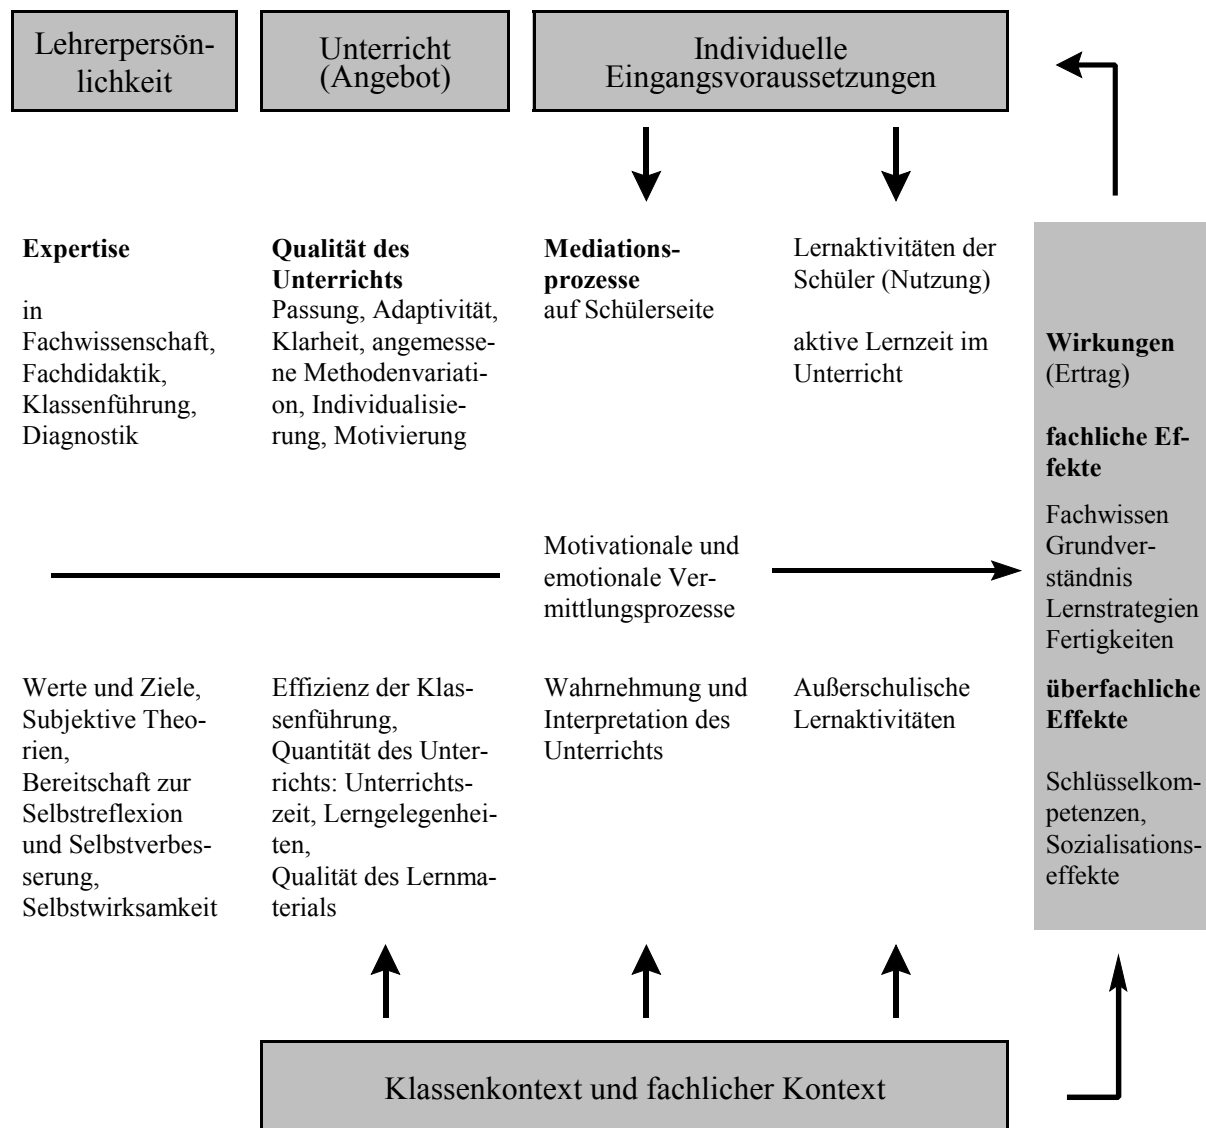 Lehrerpersön-
lichkeit
Unterricht
(Angebot)
Individuelle
Eingangsvoraussetzungen
Expertise
in
Fachwissenschaft,
Fachdidaktik,
Klassenführung,
Diagnostik
Qualität des
Unterrichts
Passung, Adaptivität,
Klarheit, angemesse-
ne Methodenvariati-
on, Individualisie-
rung, Motivierung
Mediations-
prozesse
auf Schülerseite
Lernaktivitäten der
Schüler (Nutzung)
aktive Lernzeit im
Unterricht
Motivationale und
emotionale Ver-
mittlungsprozesse
Werte und Ziele,
Subjektive Theo-
rien,
Bereitschaft zur
Selbstreflexion
und Selbstverbes-
serung,
Selbstwirksamkeit
Effizienz der Klas-
senführung,
Quantität des Unter-
richts: Unterrichts-
zeit, Lerngelegenhei-
ten,
Qualität des Lernma-
terials
Wahrnehmung und
Interpretation des
Unterrichts
Außerschulische
Lernaktivitäten
Wirkungen
(Ertrag)
fachliche Ef-
fekte
Fachwissen
Grundver-
ständnis
Lernstrategien
Fertigkeiten
überfachliche
Effekte
Schlüsselkom-
petenzen,
Sozialisations-
effekte
Klassenkontext und fachlicher Kontext